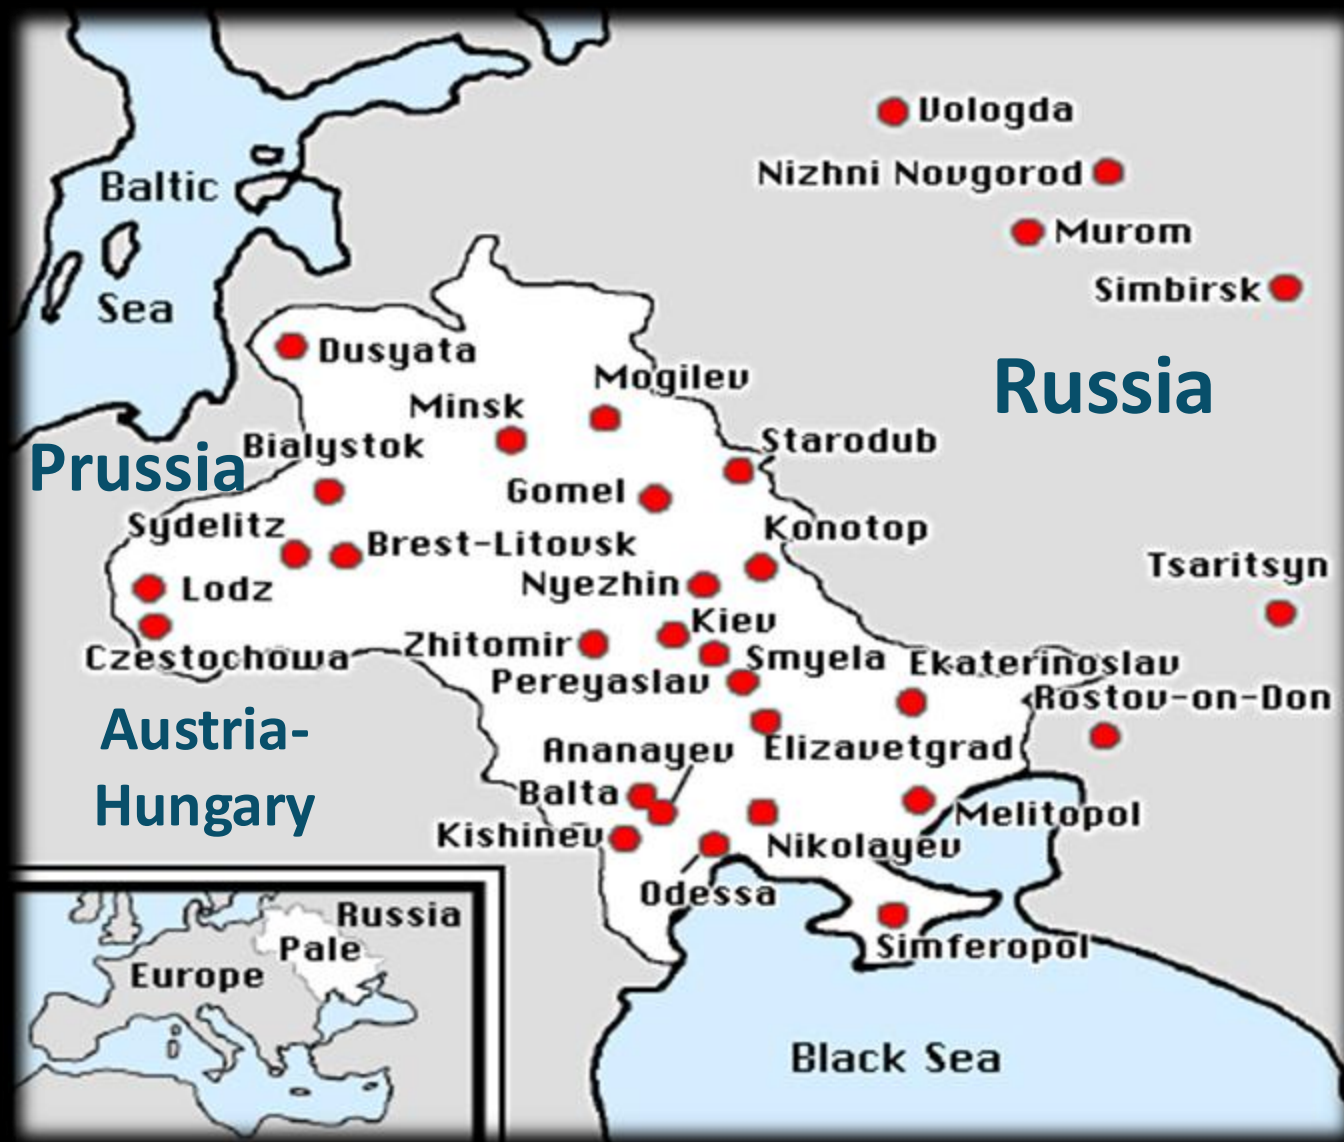 Vologda
Nizhni Novgorod
Baltic
Murom
Simbirsk
Sea
Dusyata
Mogilev
Russia
Minsk
Starodub
Bialystok
Prussia
Gomel
Sydelitz
Konotop
Brest-Litovsk
Tsaritsyn
Lodz
Nyezhin
Kiev
Zhitomir
Czestochowa
Smyela
Ekaterinoslav
Pereyaslav
Rostov-on-Don
Austria-
Hungary
Ananayev
Elizavetgrad
Balta
Melitopol
Kishinev
Nikolayev
Odessa
Simferopol
Russia
Pale
Europe
Black Sea